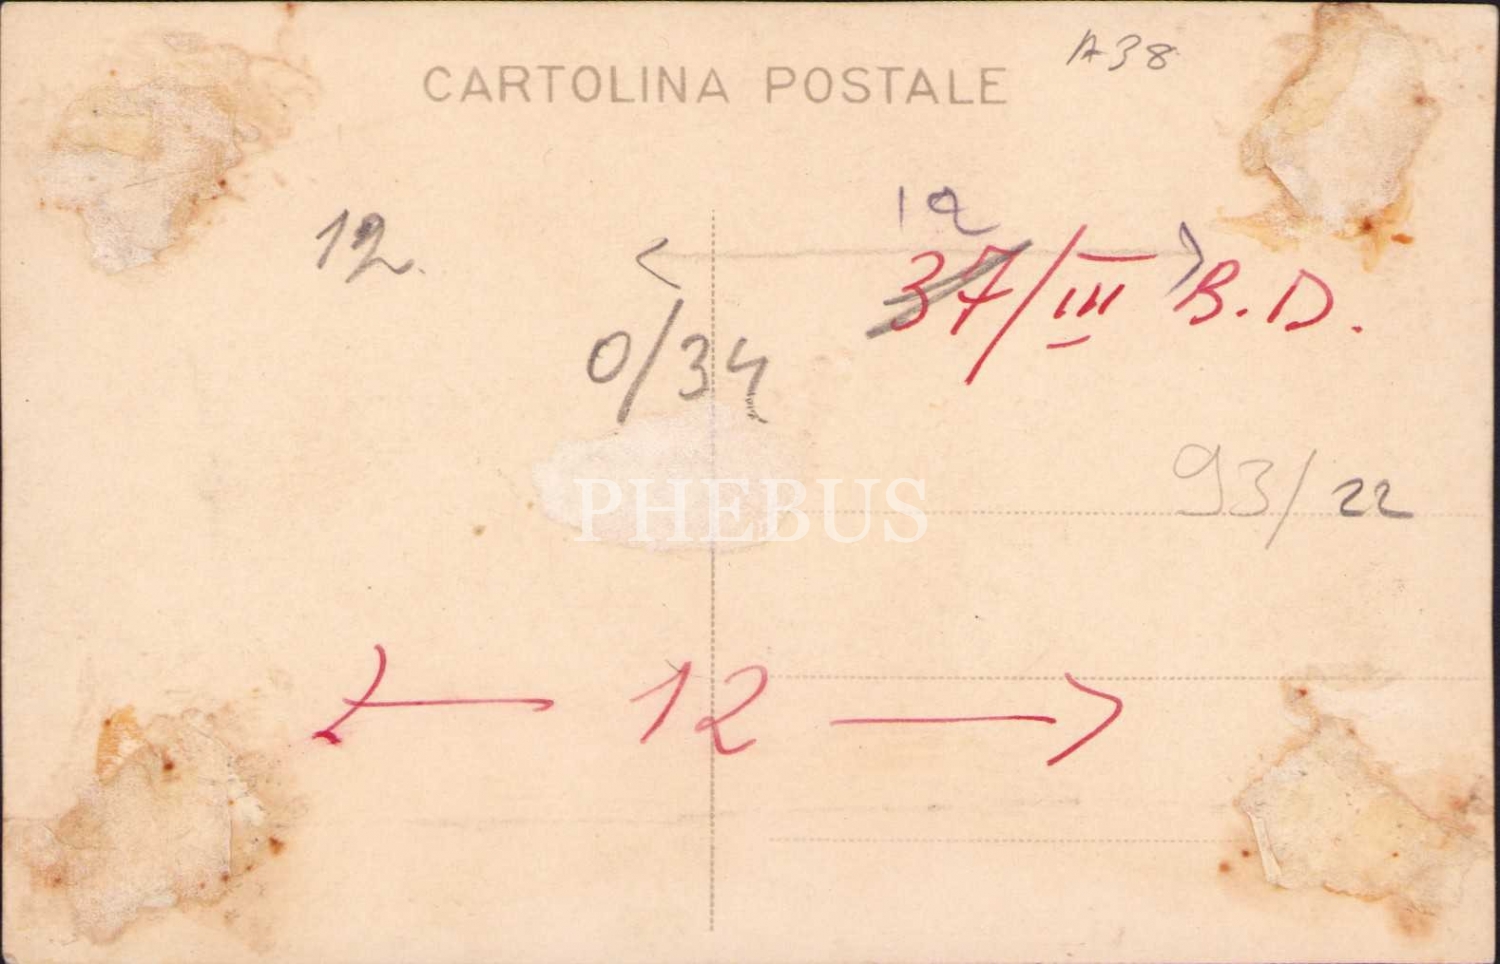 A38
CARTOLINA POSTALE
12
12.
37/III B.D.
0/34
93/22
PHEBUS
12